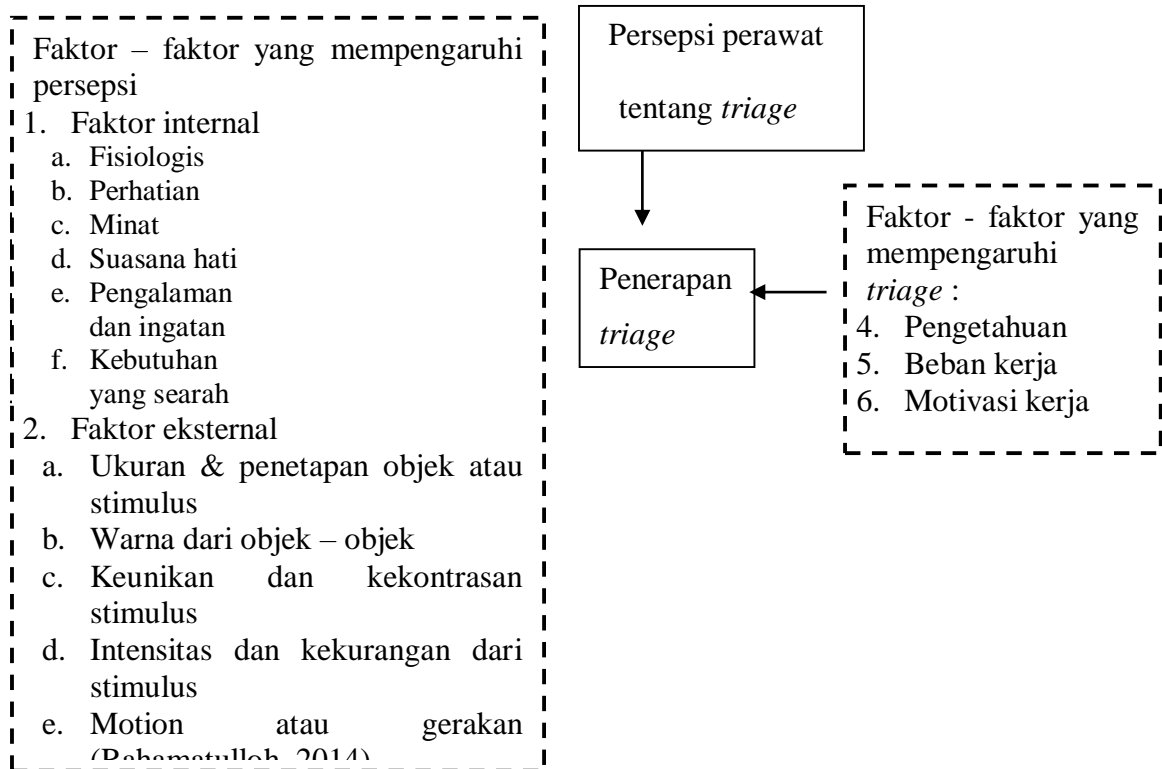 Faktor – faktor yang mempengaruhi
persepsi
1. Faktor internal
a. Fisiologis
b. Perhatian
c. Minat
d. Suasana hati
e. Pengalaman
dan ingatan
f. Kebutuhan
yang searah
2. Faktor eksternal
a. Ukuran & penetapan objek atau
stimulus
b. Warna dari objek – objek
c. Keunikan dan kekontrasan
stimulus
d. Intensitas dan kekurangan dari
stimulus
e. Motion atau gerakan
(Rahamatulloh, 2014)
Persepsi perawat
tentang triage
Penerapan
triage
Faktor - faktor yang
mempengaruhi
triage :
4. Pengetahuan
5. Beban kerja
6. Motivasi kerja